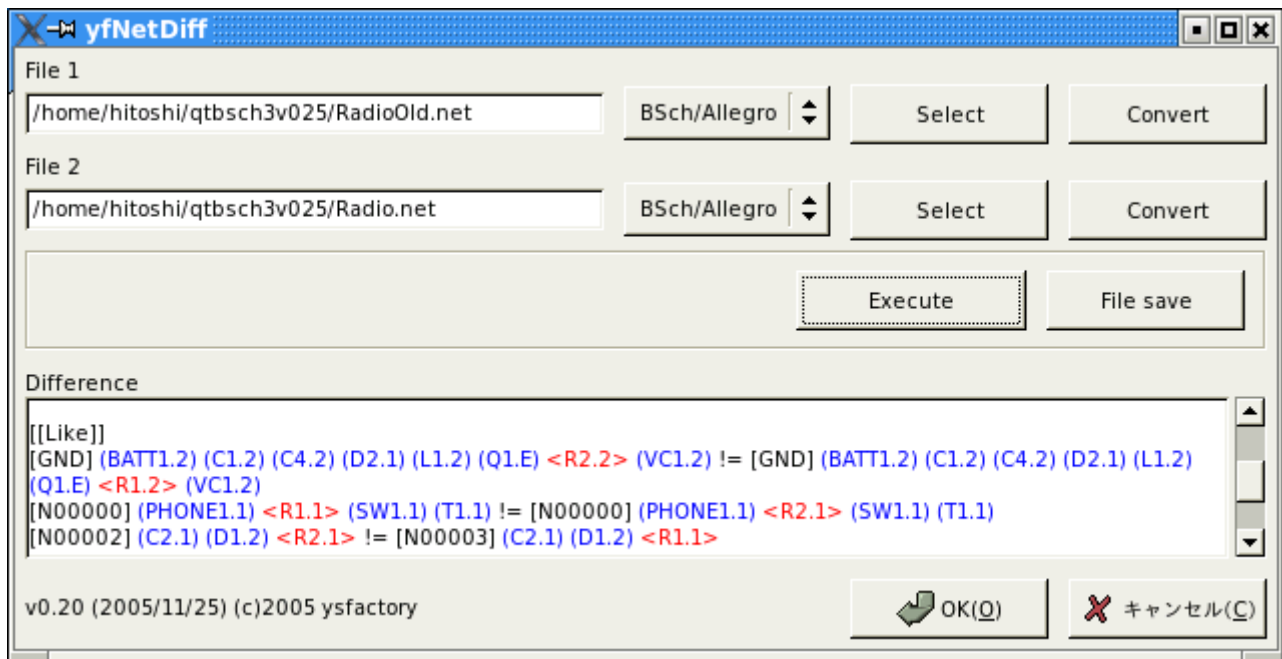 yfNetDiff
File 1
/home/hitoshi/qtbsch3v025/RadioOld.net BSch/Allegro Select Convert
File 2
/home/hitoshi/qtbsch3v025/Radio.net BSch/Allegro Select Convert
Execute File save
Difference
[[Like]]
[GND] (BATT1.2) (C1.2) (C4.2) (D2.1) (L1.2) (Q1.E) <R2.2> (VC1.2) != [GND] (BATT1.2) (C1.2) (C4.2) (D2.1) (L1.2)
(Q1.E) <R1.2> (VC1.2)
[N00000] (PHONE1.1) <R1.1> (SW1.1) (T1.1) != [N00000] (PHONE1.1) <R2.1> (SW1.1) (T1.1)
[N00002] (C2.1) (D1.2) <R2.1> != [N00003] (C2.1) (D1.2) <R1.1>
v0.20 (2005/11/25) (c)2005 ysfactory OK(O) キャンセル(C)